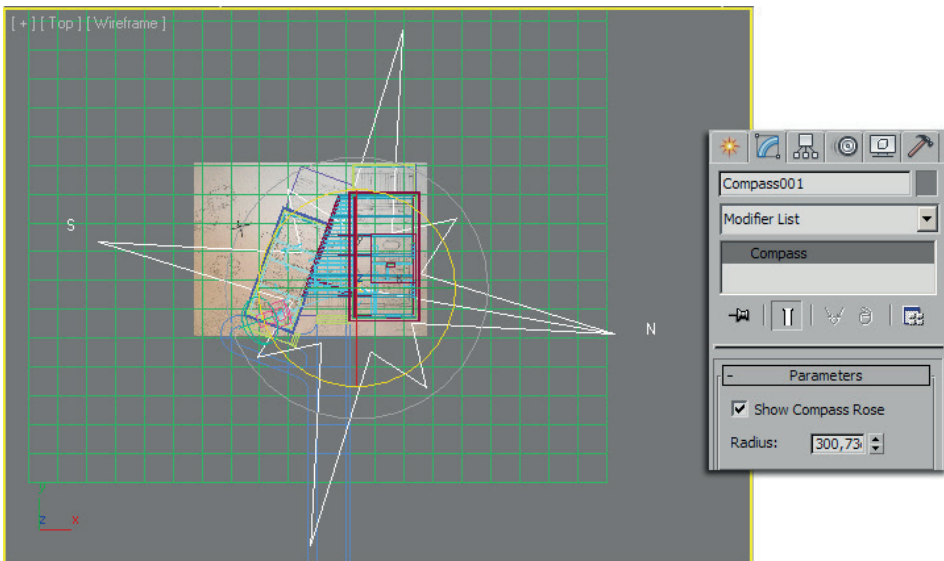 [ + ] [ Top ] [ Wireframe ]
S
N
z x
Compass001
Modifier List
Compass
- Parameters
Show Compass Rose
Radius: 300,73